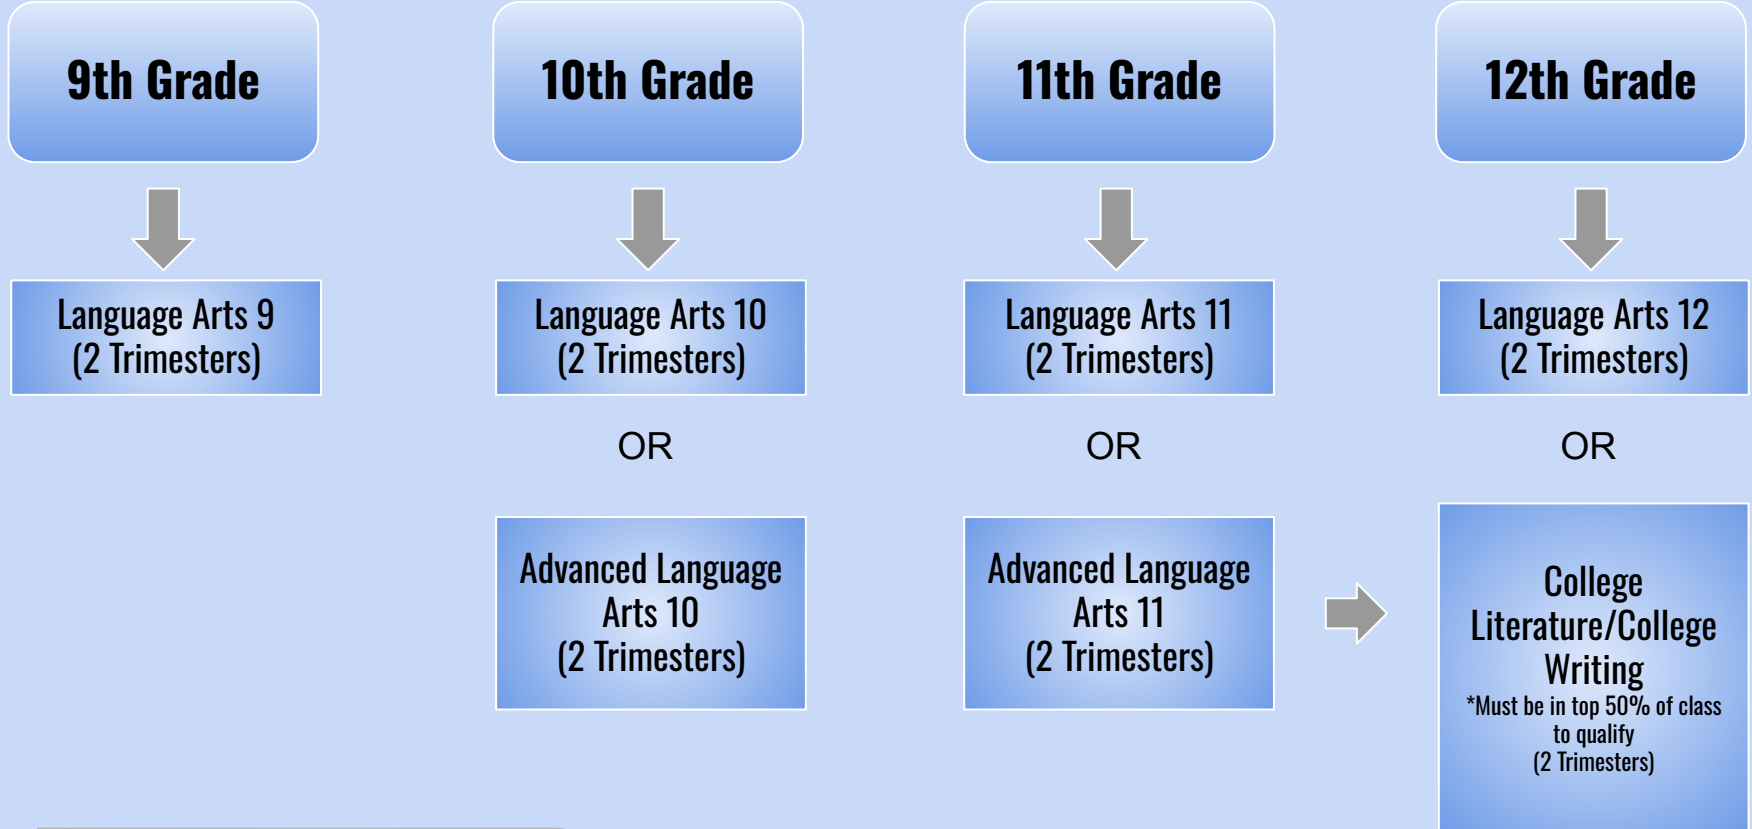 9th Grade
10th Grade
11th Grade
12th Grade
Language Arts 9
(2 Trimesters)
Language Arts 10
(2 Trimesters)
Language Arts 11
(2 Trimesters)
Language Arts 12
(2 Trimesters)
OR
OR
OR
Advanced Language
Arts 10
(2 Trimesters)
Advanced Language
Arts 11
(2 Trimesters)
College
Literature/College
Writing
*Must be in top 50% of class
to qualify
(2 Trimesters)